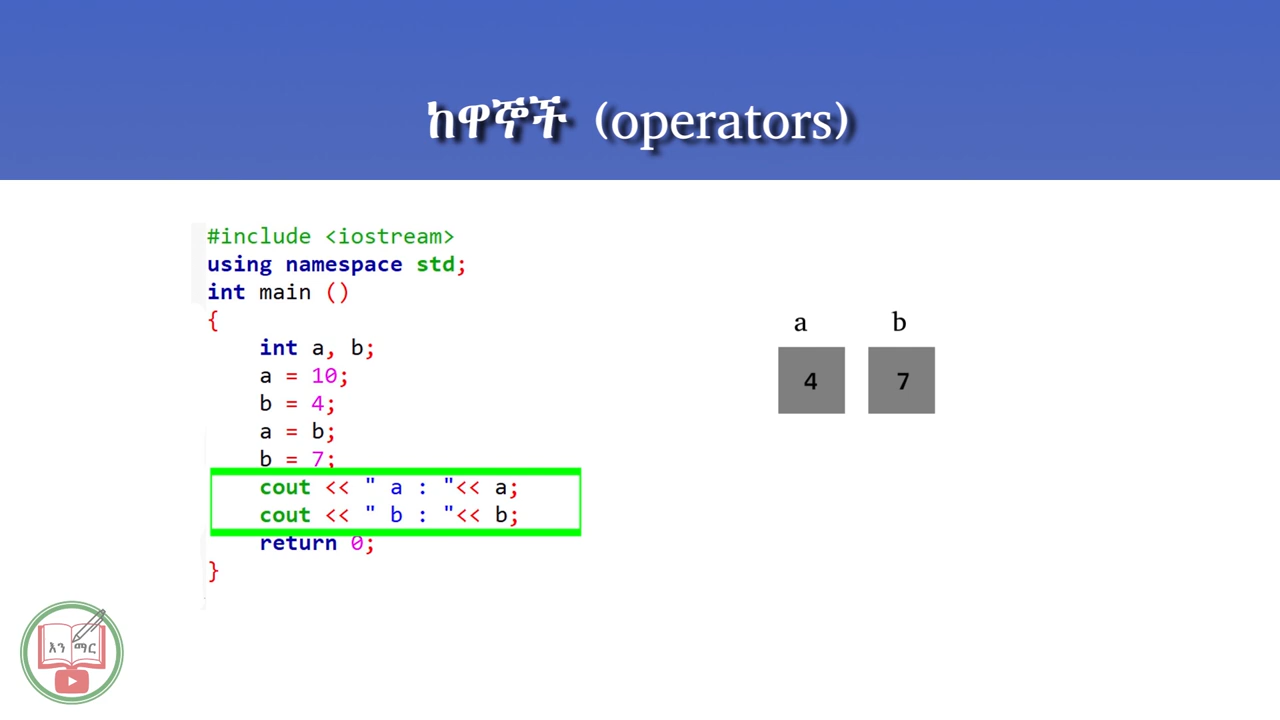 ከዋኞች (operators)
#include <iostream>
using namespace std;
int main ()
{
int a, b;
a = 10;
b = 4;
a = b;
b = 7;
cout << " a : "<< a;
cout << " b : "<< b;
return 0;
}
a b
4 7
እን ማር